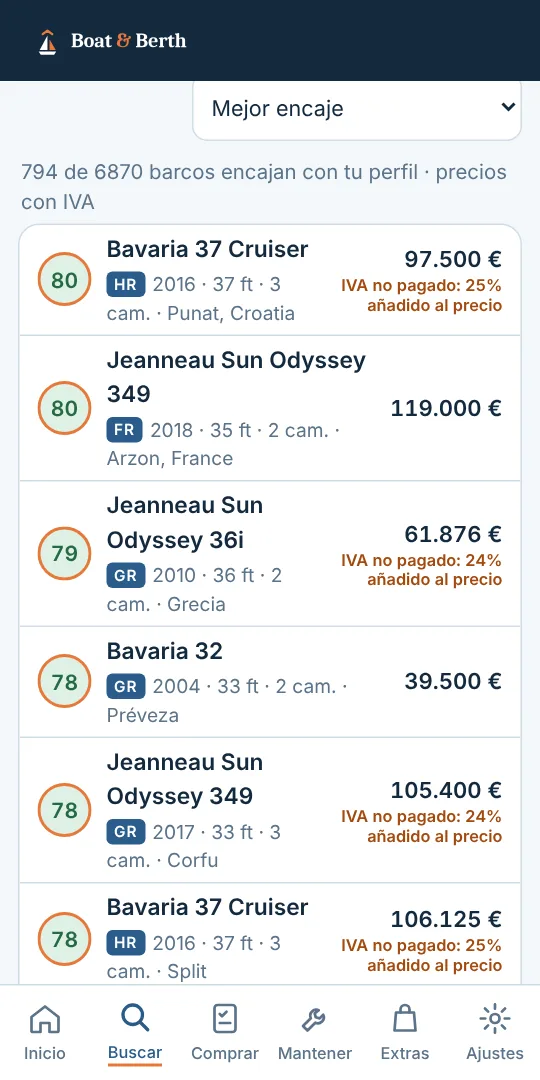 Boat & Berth
Mejor encaje
794 de 6870 barcos encajan con tu perfil · precios
con IVA
80
Bavaria 37 Cruiser
HR 2016 · 37 ft · 3
cam. · Punat, Croatia
97.500 €
IVA no pagado: 25%
añadido al precio
80
Jeanneau Sun Odyssey
349
FR 2018 · 35 ft · 2 cam. ·
Arzon, France
119.000 €
79
Jeanneau Sun
Odyssey 36i
GR 2010 · 36 ft · 2
cam. · Grecia
61.876 €
IVA no pagado: 24%
añadido al precio
78
Bavaria 32
GR 2004 · 33 ft · 2 cam. ·
Préveza
39.500 €
78
Jeanneau Sun
Odyssey 349
GR 2017 · 33 ft · 3
cam. · Corfu
105.400 €
IVA no pagado: 24%
añadido al precio
78
Bavaria 37 Cruiser
HR 2016 · 37 ft · 3
cam. · Split
106.125 €
IVA no pagado: 25%
añadido al precio
Inicio
Buscar
Comprar
Mantener
Extras
Ajustes